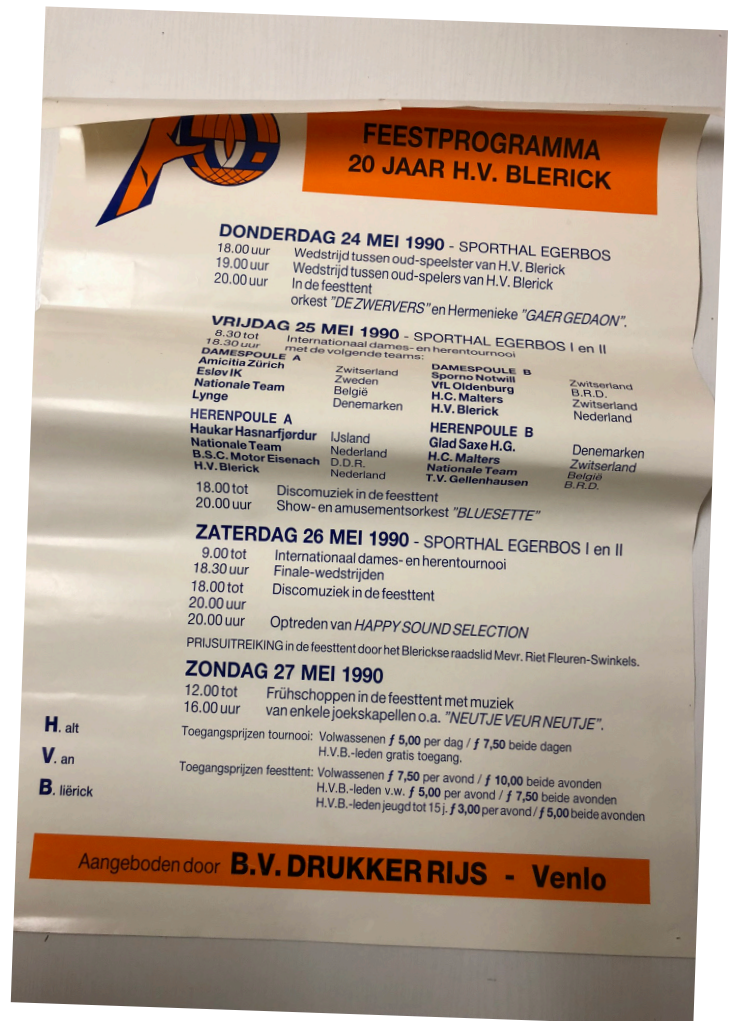 FEESTPROGRAMMA
20 JAAR H.V. BLERICK
DONDERDAG 24 MEI 1990 - SPORTHAL EGERBOS
18.00 uur Wedstrijd tussen oud-speelster van H.V. Blerick
19.00 uur Wedstrijd tussen oud-spelers van H.V. Blerick
20.00 uur In de feesttent
orkest "DE ZWERVERS" en Hermenieke "GAER GEDAON".
VRIJDAG 25 MEI 1990 - SPORTHAL EGERBOS I en II
8.30 tot Internationaal dames- en herentournooi
18.30 uur met de volgende teams:
DAMESPOULE A
Amicitia Zürich Zwitserland
Esløv IK Zweden
Nationale Team België
Lynge Denemarken
DAMESPOULE B
Sporno Notwill Zwitserland
VfL Oldenburg B.R.D.
H.C. Malters Zwitserland
H.V. Blerick Nederland
HERENPOULE A
Haukar Hasnarfjørdur IJsland
Nationale Team Nederland
B.S.C. Motor Eisenach D.D.R.
H.V. Blerick Nederland
HERENPOULE B
Glad Saxe H.G. Denemarken
H.C. Malters Zwitserland
Nationale Team België
T.V. Gellenhausen B.R.D.
18.00 tot Discomuziek in de feesttent
20.00 uur Show- en amusementsorkest "BLUESETTE"
ZATERDAG 26 MEI 1990 - SPORTHAL EGERBOS I en II
9.00 tot Internationaal dames- en herentournooi
18.30 uur Finale-wedstrijden
18.00 tot Discomuziek in de feesttent
20.00 uur
20.00 uur Optreden van HAPPY SOUND SELECTION
PRIJSUITREIKING in de feesttent door het Blerickse raadslid Mevr. Riet Fleuren-Swinkels.
ZONDAG 27 MEI 1990
12.00 tot Frühschoppen in de feesttent met muziek
16.00 uur van enkele joekskapellen o.a. "NEUTJE VEUR NEUTJE".
H. alt
V. an
B. liërick
Toegangsprijzen tournooi: Volwassenen ƒ 5,00 per dag / ƒ 7,50 beide dagen
H.V.B.-leden gratis toegang.
Toegangsprijzen feesttent: Volwassenen ƒ 7,50 per avond / ƒ 10,00 beide avonden
H.V.B.-leden v.w. ƒ 5,00 per avond / ƒ 7,50 beide avonden
H.V.B.-leden jeugd tot 15 j. ƒ 3,00 per avond / ƒ 5,00 beide avonden
Aangeboden door B.V. DRUKKER RIJS - Venlo